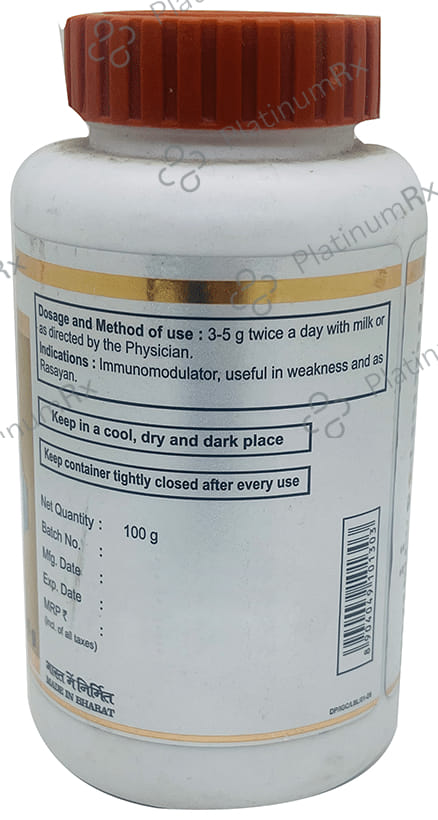 PlatinumRx
Dosage and Method of use : 3-5 g twice a day with milk or
as directed by the Physician.
Indications : Immunomodulator, useful in weakness and as
Rasayan.
Keep in a cool, dry and dark place
Keep container tightly closed after every use
Net Quantity : 100 g
Batch No. :
Mfg. Date :
Exp. Date :
MRP ₹ :
(incl. of all taxes)
भारत में निर्मित
MADE IN BHARAT
8 904049 101303